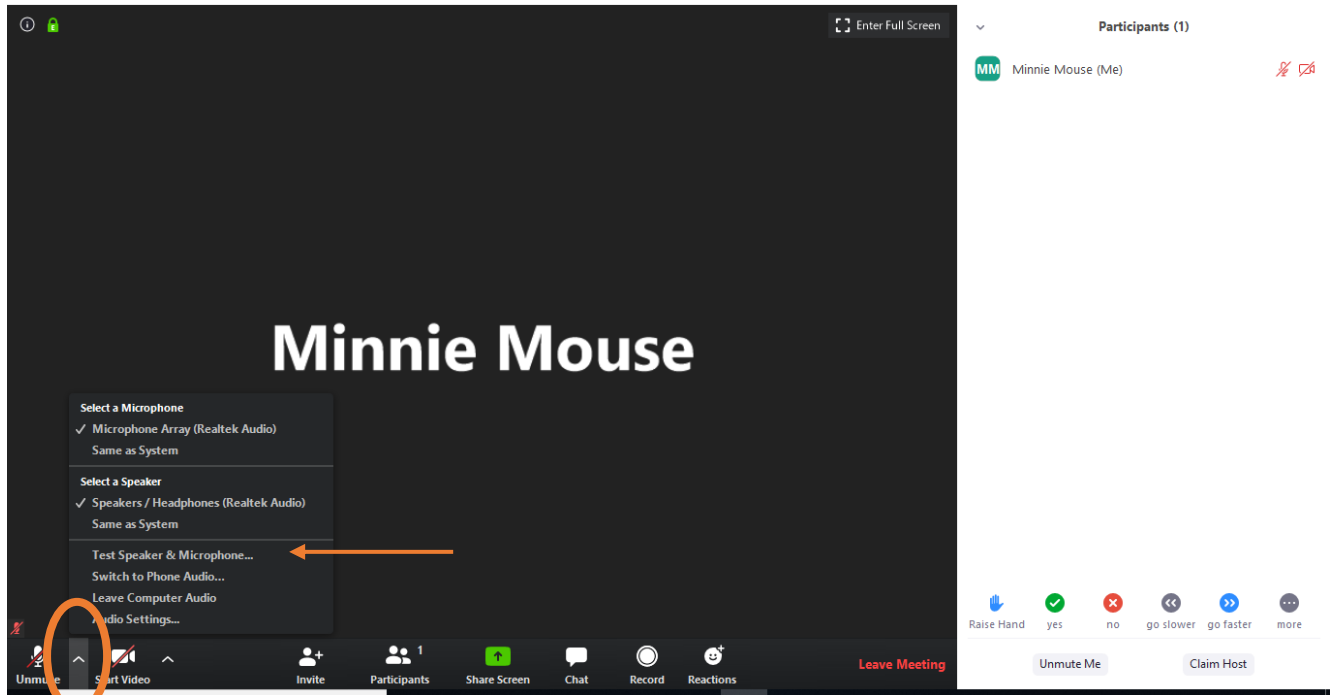 Enter Full Screen
Participants (1)
MM Minnie Mouse (Me)
Minnie Mouse
Select a Microphone
✓ Microphone Array (Realtek Audio)
Same as System
Select a Speaker
✓ Speakers / Headphones (Realtek Audio)
Same as System
Test Speaker & Microphone...
Switch to Phone Audio...
Leave Computer Audio
Audio Settings...
Raise Hand yes no go slower go faster more
1
Unmute Start Video Invite Participants Share Screen Chat Record Reactions Leave Meeting
Unmute Me Claim Host